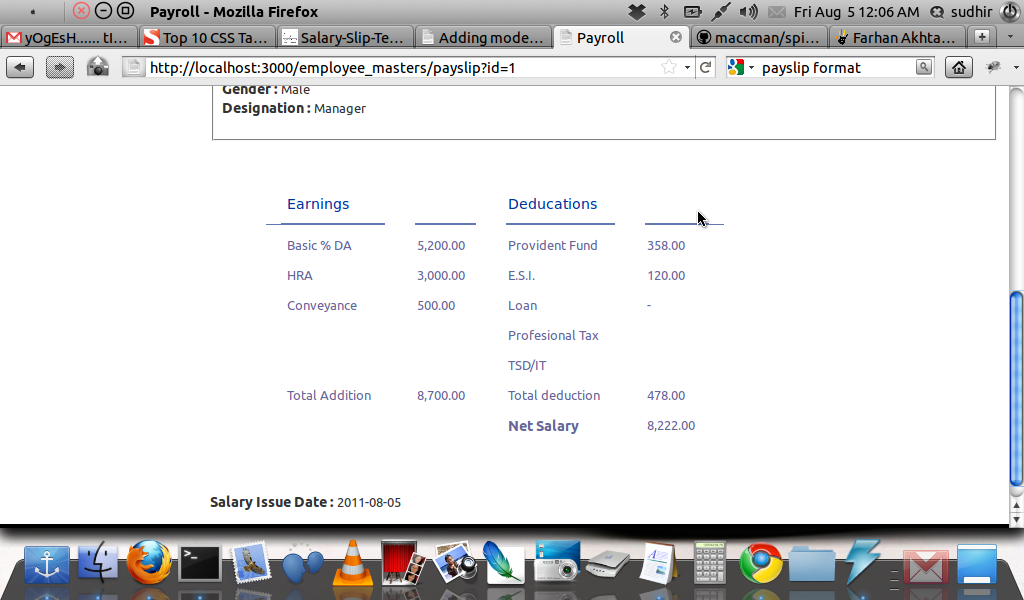 Payroll - Mozilla Firefox
Fri Aug 5 12:06 AM sudhir
yOgEsH...... tI... Top 10 CSS Ta... Salary-Slip-Te... Adding mode... Payroll maccman/spi... Farhan Akhta...
http://localhost:3000/employee_masters/payslip?id=1 payslip format
Gender : Male
Designation : Manager
Earnings Deducations
Basic % DA 5,200.00 Provident Fund 358.00
HRA 3,000.00 E.S.I. 120.00
Conveyance 500.00 Loan -
Profesional Tax
TSD/IT
Total Addition 8,700.00 Total deduction 478.00
Net Salary 8,222.00
Salary Issue Date : 2011-08-05